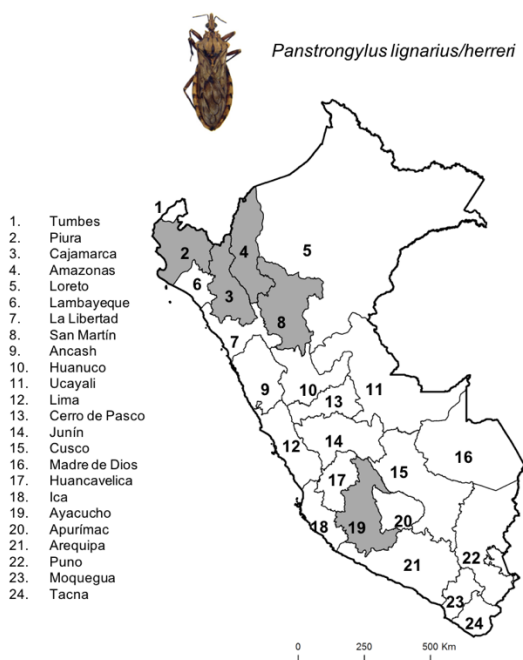 Panstrongylus lignarius/herreri
1. Tumbes
2. Piura
3. Cajamarca
4. Amazonas
5. Loreto
6. Lambayeque
7. La Libertad
8. San Martín
9. Ancash
10. Huanuco
11. Ucayali
12. Lima
13. Cerro de Pasco
14. Junín
15. Cusco
16. Madre de Dios
17. Huancavelica
18. Ica
19. Ayacucho
20. Apurímac
21. Arequipa
22. Puno
23. Moquegua
24. Tacna
1
2
4
5
6
3
8
7
9
10
11
13
12
14
16
15
17
18
19
20
21
22
23
24
0 250 500 Km